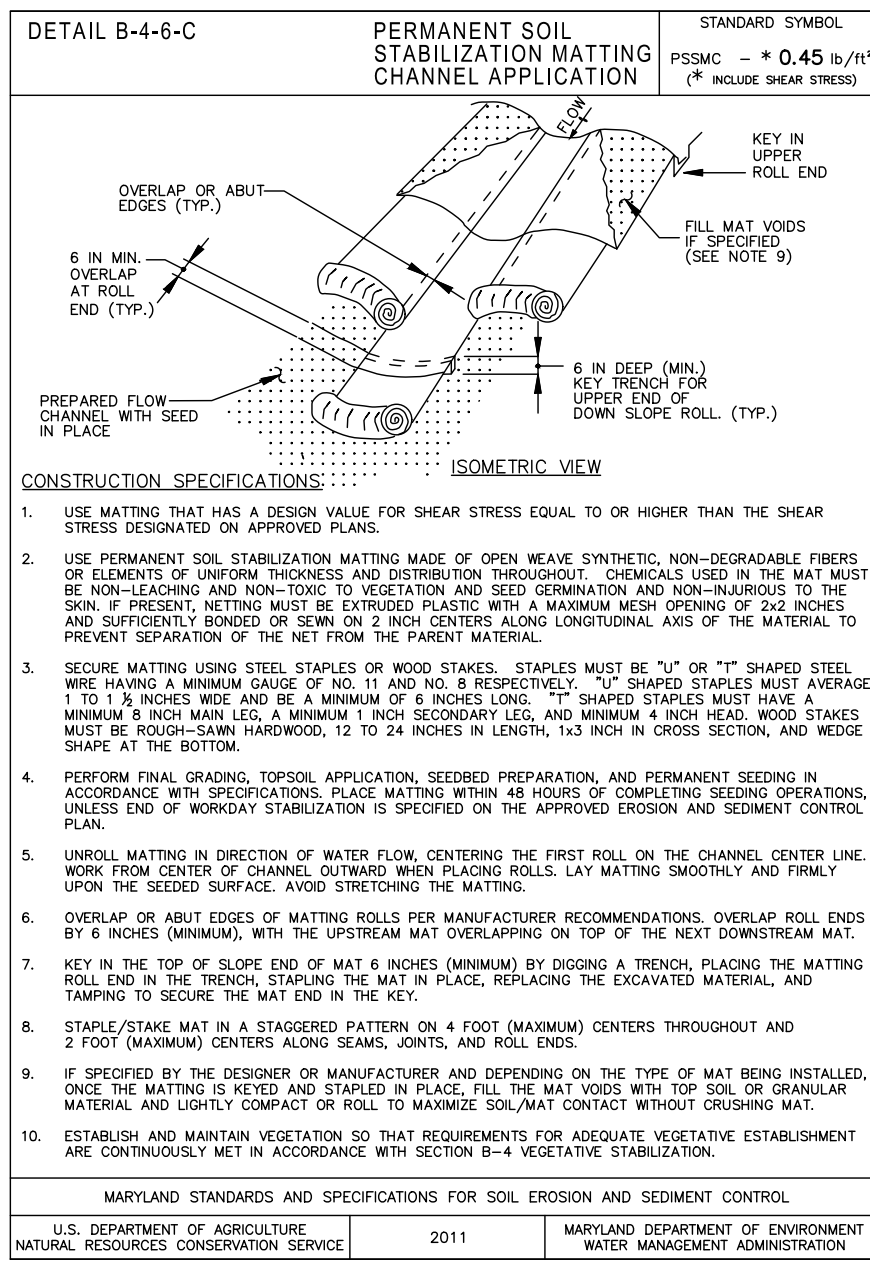 DETAIL B-4-6-C
PERMANENT SOIL
STABILIZATION MATTING
CHANNEL APPLICATION
STANDARD SYMBOL
PSSMC – * 0.45 lb/ft²
(* INCLUDE SHEAR STRESS)
FLOW
KEY IN
UPPER
ROLL END
OVERLAP OR ABUT
EDGES (TYP.)
FILL MAT VOIDS
IF SPECIFIED
(SEE NOTE 9)
6 IN MIN.
OVERLAP
AT ROLL
END (TYP.)
6 IN DEEP (MIN.)
KEY TRENCH FOR
UPPER END OF
DOWN SLOPE ROLL. (TYP.)
PREPARED FLOW
CHANNEL WITH SEED
IN PLACE
ISOMETRIC VIEW
CONSTRUCTION SPECIFICATIONS:
1. USE MATTING THAT HAS A DESIGN VALUE FOR SHEAR STRESS EQUAL TO OR HIGHER THAN THE SHEAR
STRESS DESIGNATED ON APPROVED PLANS.
2. USE PERMANENT SOIL STABILIZATION MATTING MADE OF OPEN WEAVE SYNTHETIC, NON–DEGRADABLE FIBERS
OR ELEMENTS OF UNIFORM THICKNESS AND DISTRIBUTION THROUGHOUT. CHEMICALS USED IN THE MAT MUST
BE NON–LEACHING AND NON–TOXIC TO VEGETATION AND SEED GERMINATION AND NON–INJURIOUS TO THE
SKIN. IF PRESENT, NETTING MUST BE EXTRUDED PLASTIC WITH A MAXIMUM MESH OPENING OF 2x2 INCHES
AND SUFFICIENTLY BONDED OR SEWN ON 2 INCH CENTERS ALONG LONGITUDINAL AXIS OF THE MATERIAL TO
PREVENT SEPARATION OF THE NET FROM THE PARENT MATERIAL.
3. SECURE MATTING USING STEEL STAPLES OR WOOD STAKES. STAPLES MUST BE "U" OR "T" SHAPED STEEL
WIRE HAVING A MINIMUM GAUGE OF NO. 11 AND NO. 8 RESPECTIVELY. "U" SHAPED STAPLES MUST AVERAGE
1 TO 1 ½ INCHES WIDE AND BE A MINIMUM OF 6 INCHES LONG. "T" SHAPED STAPLES MUST HAVE A
MINIMUM 8 INCH MAIN LEG, A MINIMUM 1 INCH SECONDARY LEG, AND MINIMUM 4 INCH HEAD. WOOD STAKES
MUST BE ROUGH–SAWN HARDWOOD, 12 TO 24 INCHES IN LENGTH, 1x3 INCH IN CROSS SECTION, AND WEDGE
SHAPE AT THE BOTTOM.
4. PERFORM FINAL GRADING, TOPSOIL APPLICATION, SEEDBED PREPARATION, AND PERMANENT SEEDING IN
ACCORDANCE WITH SPECIFICATIONS. PLACE MATTING WITHIN 48 HOURS OF COMPLETING SEEDING OPERATIONS,
UNLESS END OF WORKDAY STABILIZATION IS SPECIFIED ON THE APPROVED EROSION AND SEDIMENT CONTROL
PLAN.
5. UNROLL MATTING IN DIRECTION OF WATER FLOW, CENTERING THE FIRST ROLL ON THE CHANNEL CENTER LINE.
WORK FROM CENTER OF CHANNEL OUTWARD WHEN PLACING ROLLS. LAY MATTING SMOOTHLY AND FIRMLY
UPON THE SEEDED SURFACE. AVOID STRETCHING THE MATTING.
6. OVERLAP OR ABUT EDGES OF MATTING ROLLS PER MANUFACTURER RECOMMENDATIONS. OVERLAP ROLL ENDS
BY 6 INCHES (MINIMUM), WITH THE UPSTREAM MAT OVERLAPPING ON TOP OF THE NEXT DOWNSTREAM MAT.
7. KEY IN THE TOP OF SLOPE END OF MAT 6 INCHES (MINIMUM) BY DIGGING A TRENCH, PLACING THE MATTING
ROLL END IN THE TRENCH, STAPLING THE MAT IN PLACE, REPLACING THE EXCAVATED MATERIAL, AND
TAMPING TO SECURE THE MAT END IN THE KEY.
8. STAPLE/STAKE MAT IN A STAGGERED PATTERN ON 4 FOOT (MAXIMUM) CENTERS THROUGHOUT AND
2 FOOT (MAXIMUM) CENTERS ALONG SEAMS, JOINTS, AND ROLL ENDS.
9. IF SPECIFIED BY THE DESIGNER OR MANUFACTURER AND DEPENDING ON THE TYPE OF MAT BEING INSTALLED,
ONCE THE MATTING IS KEYED AND STAPLED IN PLACE, FILL THE MAT VOIDS WITH TOP SOIL OR GRANULAR
MATERIAL AND LIGHTLY COMPACT OR ROLL TO MAXIMIZE SOIL/MAT CONTACT WITHOUT CRUSHING MAT.
10. ESTABLISH AND MAINTAIN VEGETATION SO THAT REQUIREMENTS FOR ADEQUATE VEGETATIVE ESTABLISHMENT
ARE CONTINUOUSLY MET IN ACCORDANCE WITH SECTION B–4 VEGETATIVE STABILIZATION.
MARYLAND STANDARDS AND SPECIFICATIONS FOR SOIL EROSION AND SEDIMENT CONTROL
U.S. DEPARTMENT OF AGRICULTURE
NATURAL RESOURCES CONSERVATION SERVICE
2011
MARYLAND DEPARTMENT OF ENVIRONMENT
WATER MANAGEMENT ADMINISTRATION